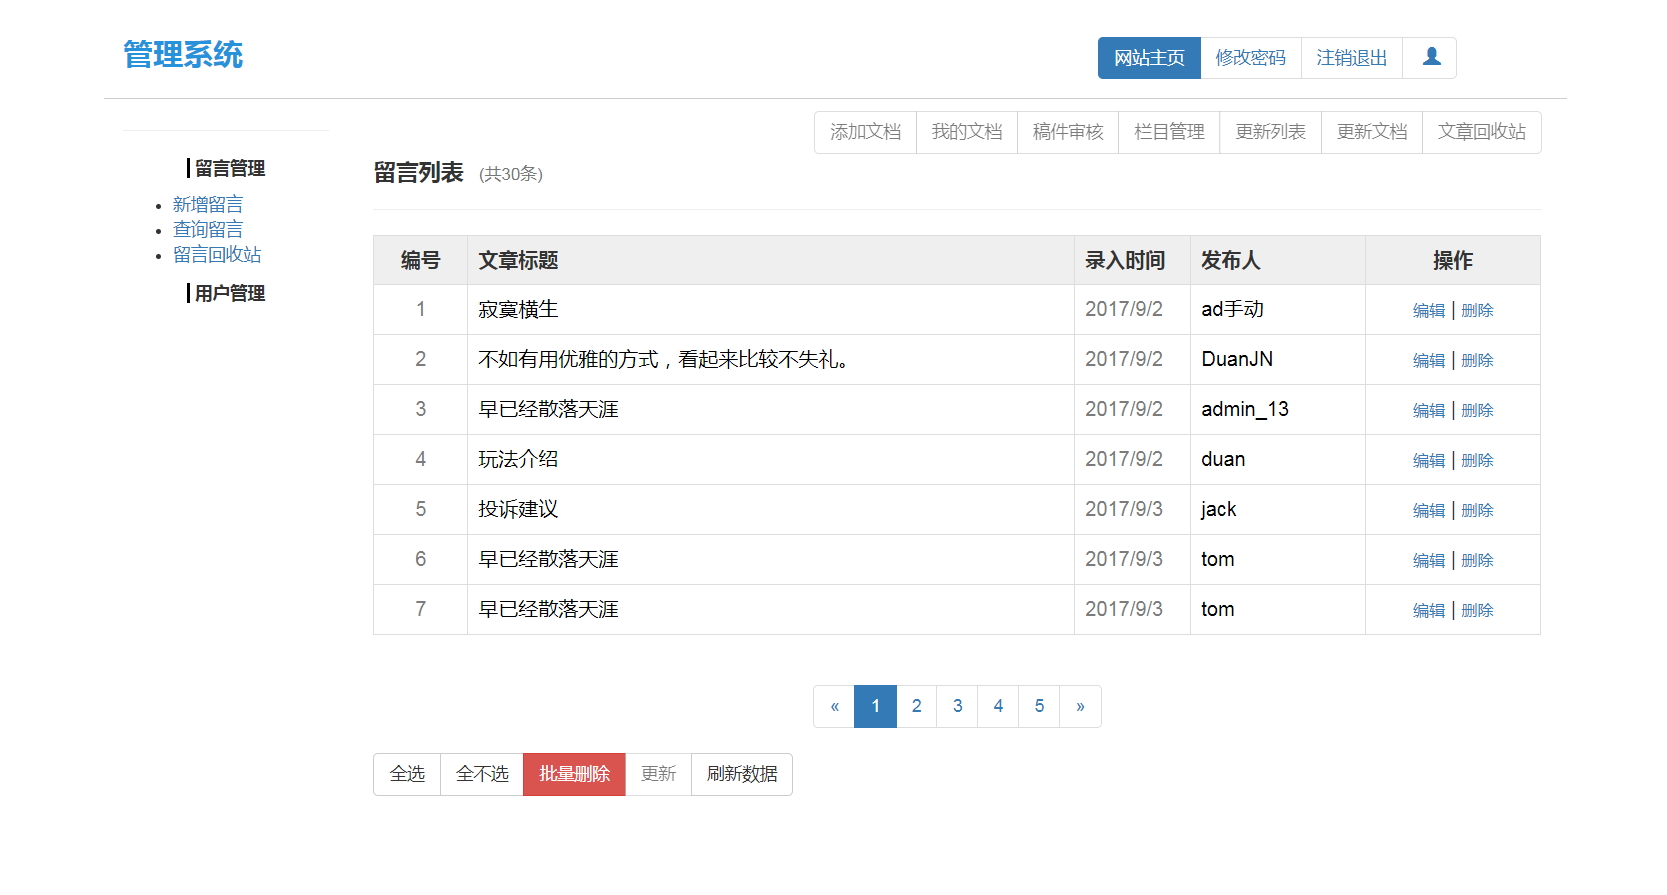 管理系统
网站主页 修改密码 注销退出
添加文档 我的文档 稿件审核 栏目管理 更新列表 更新文档 文章回收站
留言管理
新增留言
查询留言
留言回收站
用户管理
留言列表 (共30条)
编号 文章标题 录入时间 发布人 操作
1 寂寞横生 2017/9/2 ad手动 编辑 | 删除
2 不如有用优雅的方式，看起来比较不失礼。 2017/9/2 DuanJN 编辑 | 删除
3 早已经散落天涯 2017/9/2 admin_13 编辑 | 删除
4 玩法介绍 2017/9/2 duan 编辑 | 删除
5 投诉建议 2017/9/3 jack 编辑 | 删除
6 早已经散落天涯 2017/9/3 tom 编辑 | 删除
7 早已经散落天涯 2017/9/3 tom 编辑 | 删除
« 1 2 3 4 5 »
全选 全不选 批量删除 更新 刷新数据